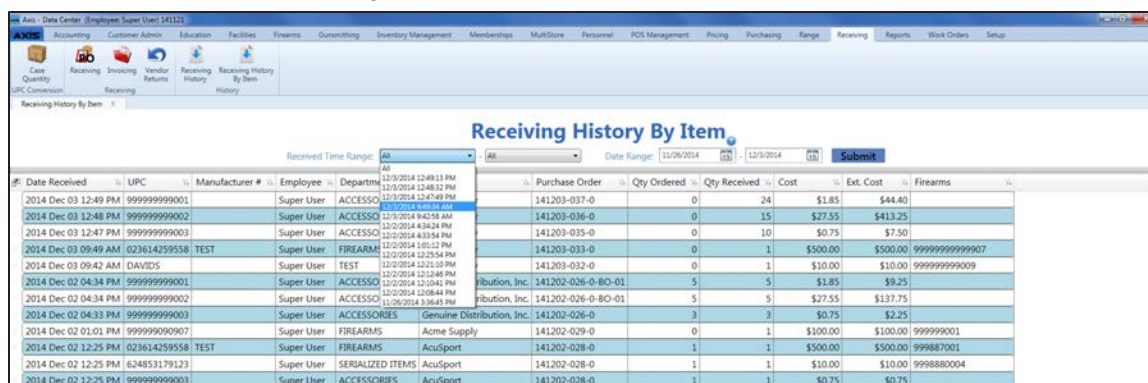 Axis - Data Center (Employee: Super User) 141121
AXIS Accounting Customer Admin Education Facilities Firearms Gunsmithing Inventory Management Memberships MultiStore Personnel POS Management Pricing Purchasing Range Receiving Reports Work Orders Setup
Case Quantity Receiving Invoicing Vendor Returns Receiving History Receiving History By Item
UPC Conversion Receiving History
Receiving History By Item X
Receiving History By Item
Received Time Range: All - All Date Range: 11/26/2014 15 - 12/3/2014 15 Submit
All
12/3/2014 12:49:13 PM
12/3/2014 12:48:32 PM
12/3/2014 12:47:49 PM
12/3/2014 9:49:34 AM
12/3/2014 9:42:58 AM
12/2/2014 4:34:24 PM
12/2/2014 4:33:54 PM
12/2/2014 1:01:12 PM
12/2/2014 12:25:54 PM
12/2/2014 12:21:10 PM
12/2/2014 12:12:46 PM
12/2/2014 12:10:41 PM
12/2/2014 12:08:44 PM
11/26/2014 3:36:45 PM
Date Received UPC Manufacturer # Employee Departme Purchase Order Qty Ordered Qty Received Cost Ext. Cost Firearms
2014 Dec 03 12:49 PM 999999999001 Super User ACCESSO 141203-037-0 0 24 $1.85 $44.40
2014 Dec 03 12:48 PM 999999999002 Super User ACCESSO 141203-036-0 0 15 $27.55 $413.25
2014 Dec 03 12:47 PM 999999999003 Super User ACCESSO 141203-035-0 0 10 $0.75 $7.50
2014 Dec 03 09:49 AM 023614259558 TEST Super User FIREARMS 141203-033-0 0 1 $500.00 $500.00 99999999999907
2014 Dec 03 09:42 AM DAVIDS Super User TEST 141203-032-0 0 1 $10.00 $10.00 999999999009
2014 Dec 02 04:34 PM 999999999001 Super User ACCESSO ribution, Inc. 141202-026-0-BO-01 5 5 $1.85 $9.25
2014 Dec 02 04:34 PM 999999999002 Super User ACCESSO ribution, Inc. 141202-026-0-BO-01 5 5 $27.55 $137.75
2014 Dec 02 04:33 PM 999999999003 Super User ACCESSORIES Genuine Distribution, Inc. 141202-026-0 3 3 $0.75 $2.25
2014 Dec 02 01:01 PM 999999090907 Super User FIREARMS Acme Supply 141202-029-0 0 1 $100.00 $100.00 999999001
2014 Dec 02 12:25 PM 023614259558 TEST Super User FIREARMS AcuSport 141202-028-0 1 1 $500.00 $500.00 999887001
2014 Dec 02 12:25 PM 624853179123 Super User SERIALIZED ITEMS AcuSport 141202-028-0 1 1 $10.00 $10.00 9998880004
2014 Dec 02 12:25 PM 999999999003 Super User ACCESSORIES AcuSport 141202-028-0 1 1 $0.75 $0.75